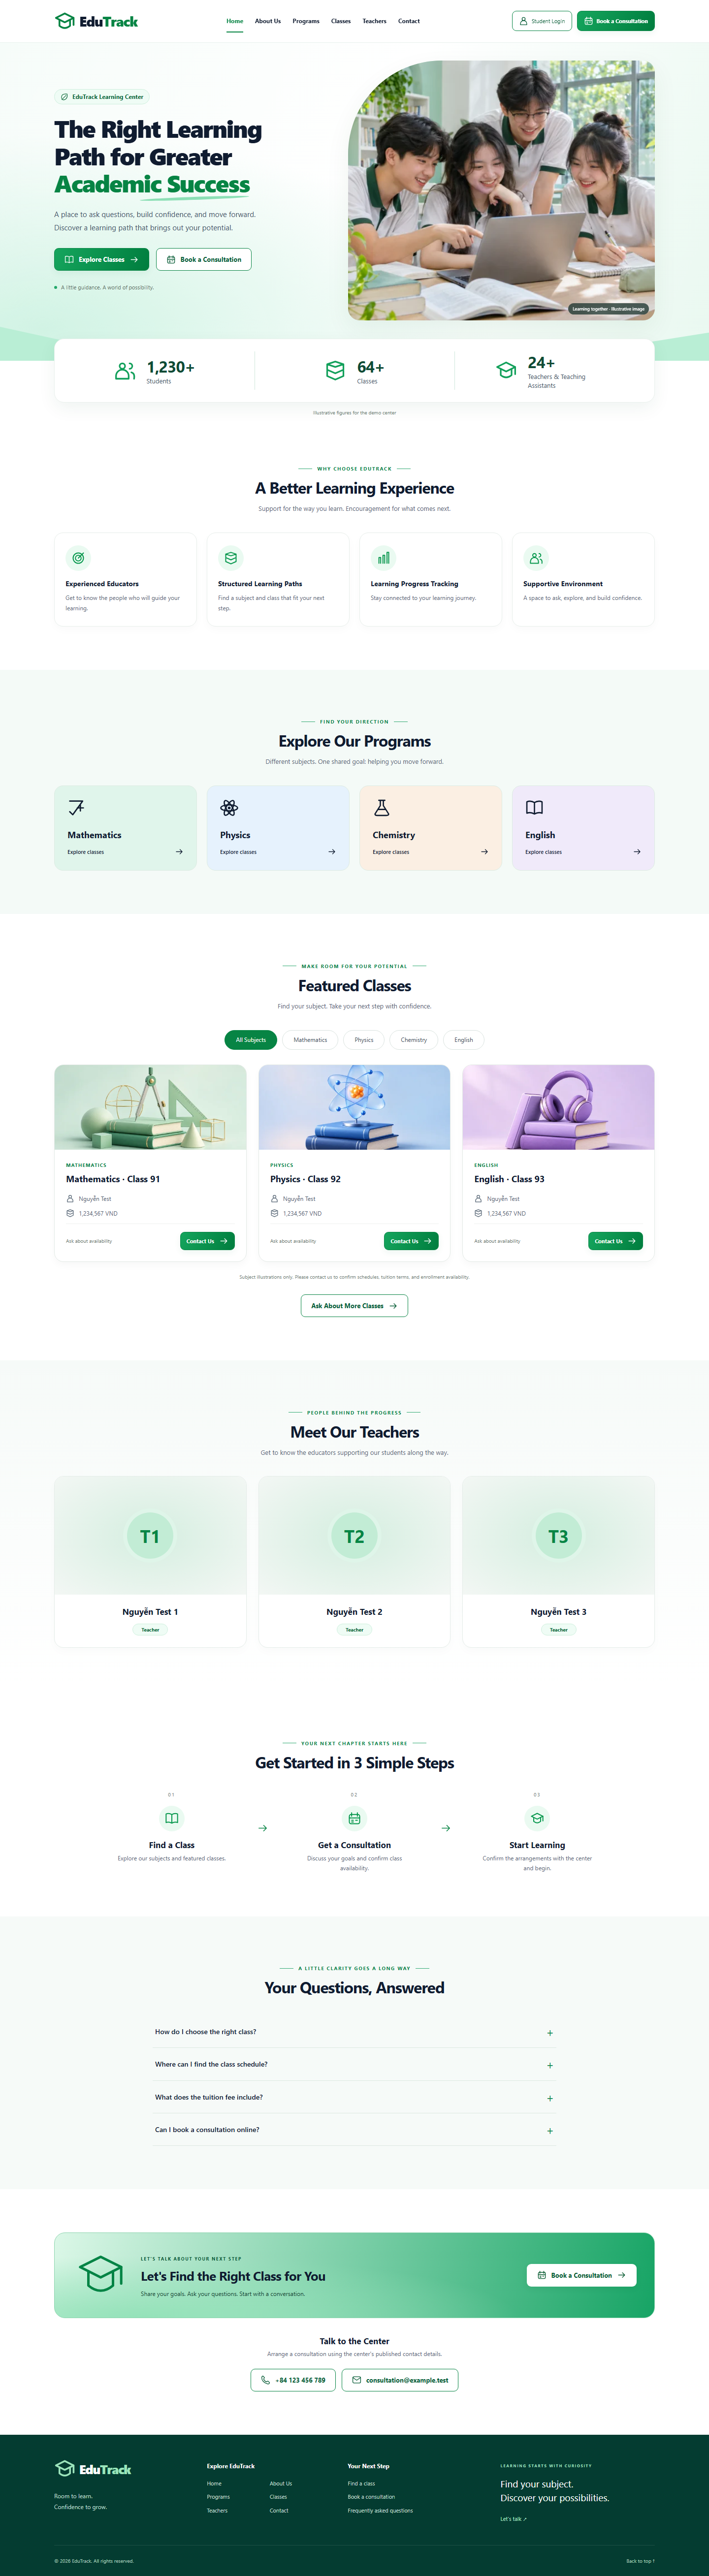 EduTrack
Home About Us Programs Classes Teachers Contact
Student Login
Book a Consultation
EduTrack Learning Center
The Right Learning
Path for Greater
Academic Success
A place to ask questions, build confidence, and move forward.
Discover a learning path that brings out your potential.
Explore Classes →
Book a Consultation
A little guidance. A world of possibility.
Learning together · Illustrative image
1,230+
Students
64+
Classes
24+
Teachers & Teaching
Assistants
Illustrative figures for the demo center
WHY CHOOSE EDUTRACK
A Better Learning Experience
Support for the way you learn. Encouragement for what comes next.
Experienced Educators
Get to know the people who will guide your
learning.
Structured Learning Paths
Find a subject and class that fit your next
step.
Learning Progress Tracking
Stay connected to your learning journey.
Supportive Environment
A space to ask, explore, and build confidence.
FIND YOUR DIRECTION
Explore Our Programs
Different subjects. One shared goal: helping you move forward.
Mathematics
Explore classes →
Physics
Explore classes →
Chemistry
Explore classes →
English
Explore classes →
MAKE ROOM FOR YOUR POTENTIAL
Featured Classes
Find your subject. Take your next step with confidence.
All Subjects Mathematics Physics Chemistry English
MATHEMATICS
Mathematics · Class 91
Nguyễn Test
1,234,567 VND
Ask about availability
Contact Us →
PHYSICS
Physics · Class 92
Nguyễn Test
1,234,567 VND
Ask about availability
Contact Us →
ENGLISH
English · Class 93
Nguyễn Test
1,234,567 VND
Ask about availability
Contact Us →
Subject illustrations only. Please contact us to confirm schedules, tuition terms, and enrollment availability.
Ask About More Classes →
PEOPLE BEHIND THE PROGRESS
Meet Our Teachers
Get to know the educators supporting our students along the way.
T1
Nguyễn Test 1
Teacher
T2
Nguyễn Test 2
Teacher
T3
Nguyễn Test 3
Teacher
YOUR NEXT CHAPTER STARTS HERE
Get Started in 3 Simple Steps
01
Find a Class
Explore our subjects and featured classes.
→
02
Get a Consultation
Discuss your goals and confirm class
availability.
→
03
Start Learning
Confirm the arrangements with the center
and begin.
A LITTLE CLARITY GOES A LONG WAY
Your Questions, Answered
How do I choose the right class? +
Where can I find the class schedule? +
What does the tuition fee include? +
Can I book a consultation online? +
LET'S TALK ABOUT YOUR NEXT STEP
Let's Find the Right Class for You
Share your goals. Ask your questions. Start with a conversation.
Book a Consultation →
Talk to the Center
Arrange a consultation using the center's published contact details.
+84 123 456 789
consultation@example.test
EduTrack
Room to learn.
Confidence to grow.
Explore EduTrack
Home About Us
Programs Classes
Teachers Contact
Your Next Step
Find a class
Book a consultation
Frequently asked questions
LEARNING STARTS WITH CURIOSITY
Find your subject.
Discover your possibilities.
Let's talk ↗
© 2026 EduTrack. All rights reserved.
Back to top ↑